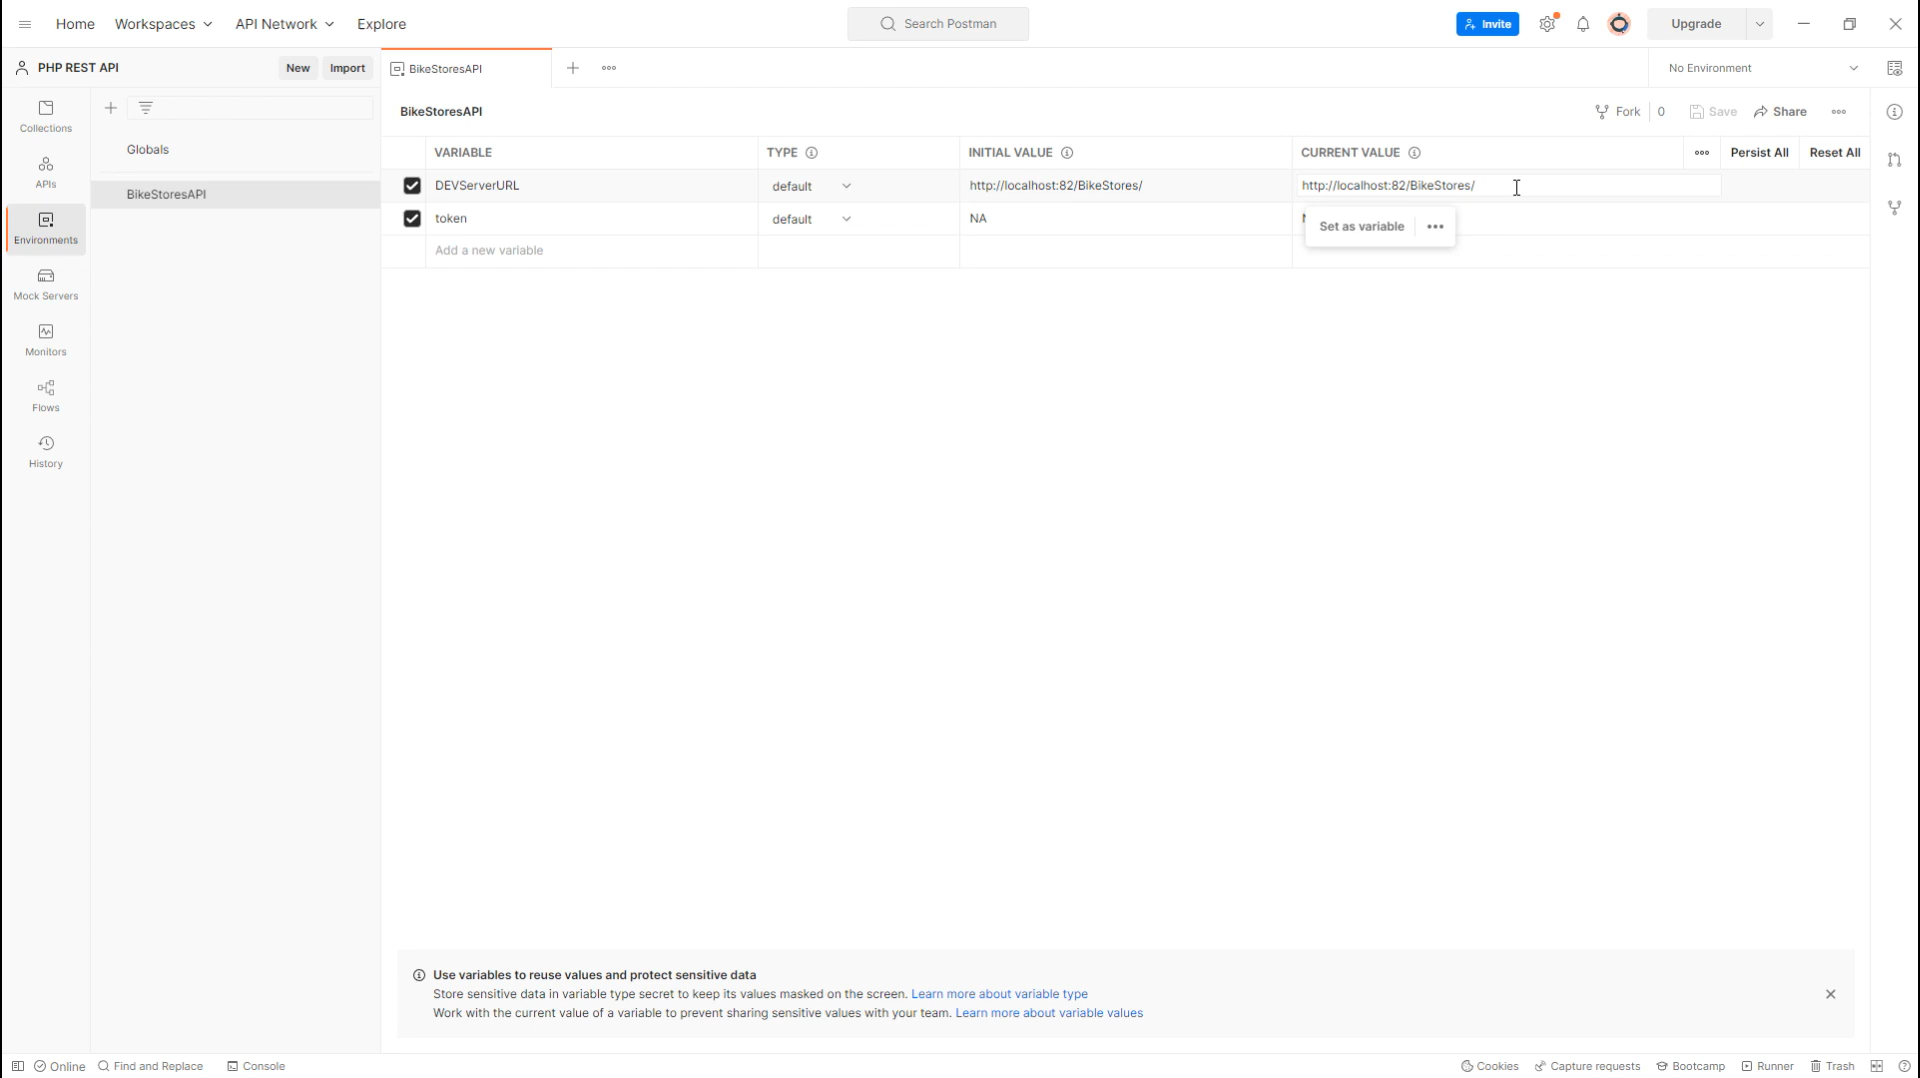 Home Workspaces API Network Explore Search Postman Invite Upgrade
PHP REST API New Import BikeStoresAPI No Environment
Collections
Globals
APIs
BikeStoresAPI
Environments
Mock Servers
Monitors
Flows
History
BikeStoresAPI Fork 0 Save Share
VARIABLE TYPE INITIAL VALUE CURRENT VALUE Persist All Reset All
DEVServerURL default http://localhost:82/BikeStores/ http://localhost:82/BikeStores/
token default NA
Set as variable
Add a new variable
Use variables to reuse values and protect sensitive data
Store sensitive data in variable type secret to keep its values masked on the screen. Learn more about variable type
Work with the current value of a variable to prevent sharing sensitive values with your team. Learn more about variable values
Online Find and Replace Console Cookies Capture requests Bootcamp Runner Trash